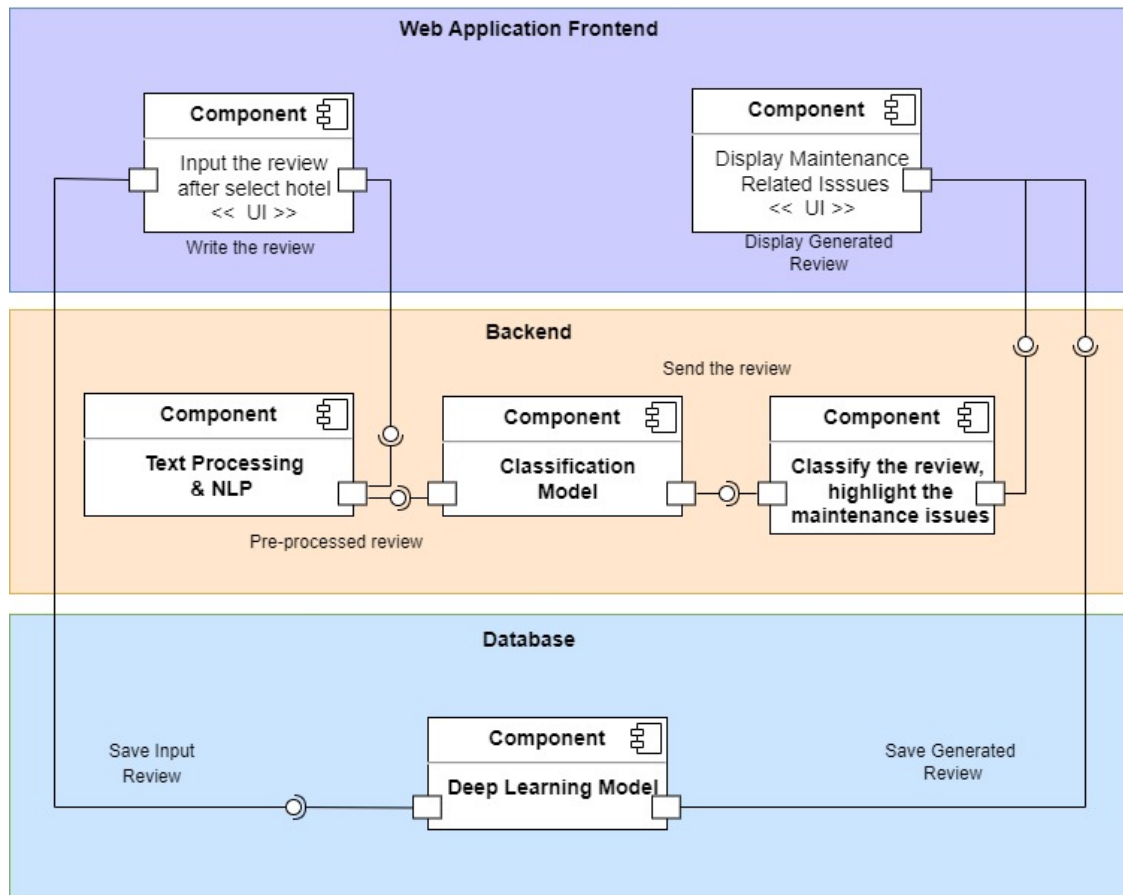 Web Application Frontend
Component
Input the review
after select hotel
<< UI >>
Write the review
Component
Display Maintenance
Related Isssues
<< UI >>
Display Generated
Review
Backend
Send the review
Component
Text Processing
& NLP
Component
Classification
Model
Component
Classify the review,
highlight the
maintenance issues
Pre-processed review
Database
Save Input
Review
Component
Deep Learning Model
Save Generated
Review